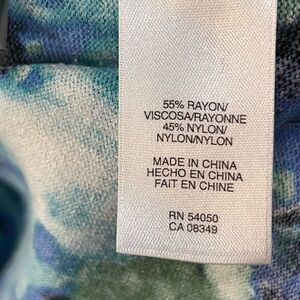 55% RAYON/
VISCOSA/RAYONNE
45% NYLON/
NYLON/NYLON
MADE IN CHINA
HECHO EN CHINA
FAIT EN CHINE
RN 54050
CA 08349